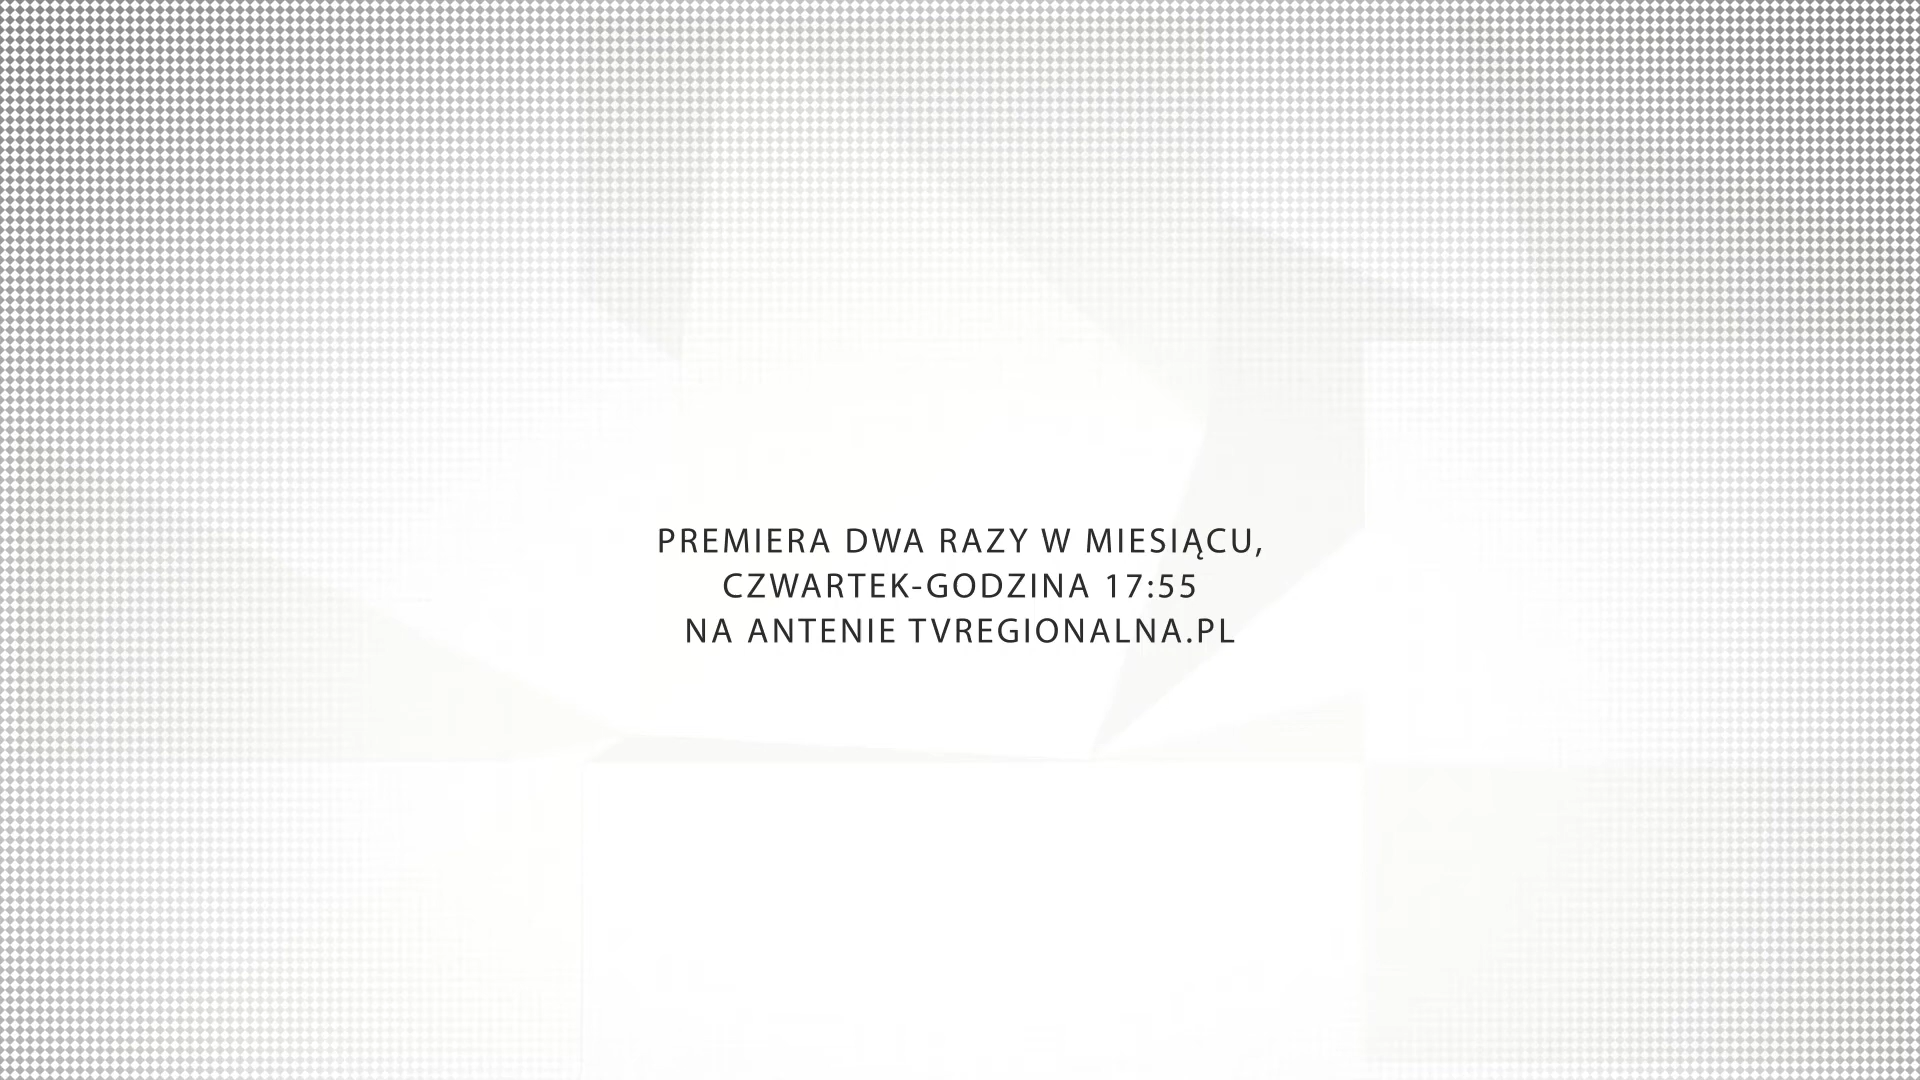 PREMIERA DWA RAZY W MIESIĄCU,
CZWARTEK-GODZINA 17:55
NA ANTENIE TVREGIONALNA.PL